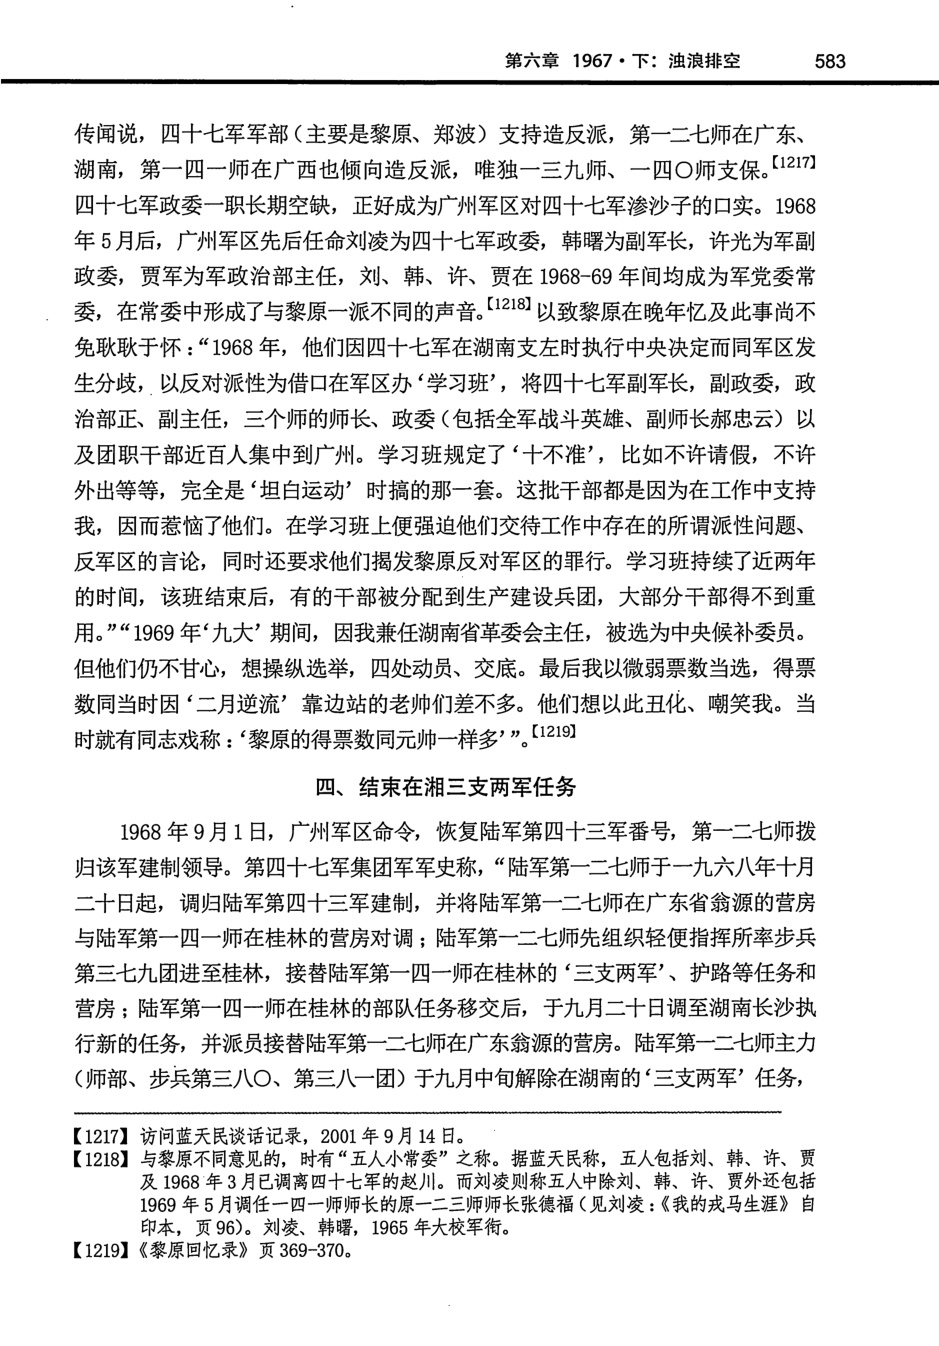 第六章 1967·下：浊浪排空 583
传闻说，四十七军军部（主要是黎原、郑波）支持造反派，第一二七师在广东、
湖南，第一四一师在广西也倾向造反派，唯独一三九师、一四〇师支保。【1217】
四十七军政委一职长期空缺，正好成为广州军区对四十七军渗沙子的口实。1968
年5月后，广州军区先后任命刘凌为四十七军政委，韩曙为副军长，许光为军副
政委，贾军为军政治部主任，刘、韩、许、贾在1968-69年间均成为军党委常
委，在常委中形成了与黎原一派不同的声音。【1218】以致黎原在晚年忆及此事尚不
免耿耿于怀：“1968年，他们因四十七军在湖南支左时执行中央决定而同军区发
生分歧，以反对派性为借口在军区办‘学习班’，将四十七军副军长，副政委，政
治部正、副主任，三个师的师长、政委（包括全军战斗英雄、副师长郝忠云）以
及团职干部近百人集中到广州。学习班规定了‘十不准’，比如不许请假，不许
外出等等，完全是‘坦白运动’时搞的那一套。这批干部都是因为在工作中支持
我，因而惹恼了他们。在学习班上便强迫他们交待工作中存在的所谓派性问题、
反军区的言论，同时还要求他们揭发黎原反对军区的罪行。学习班持续了近两年
的时间，该班结束后，有的干部被分配到生产建设兵团，大部分干部得不到重
用。”“1969年‘九大’期间，因我兼任湖南省革委会主任，被选为中央候补委员。
但他们仍不甘心，想操纵选举，四处动员、交底。最后我以微弱票数当选，得票
数同当时因‘二月逆流’靠边站的老帅们差不多。他们想以此丑化、嘲笑我。当
时就有同志戏称：‘黎原的得票数同元帅一样多’”。【1219】
四、结束在湘三支两军任务
1968年9月1日，广州军区命令，恢复陆军第四十三军番号，第一二七师拨
归该军建制领导。第四十七军集团军军史称，“陆军第一二七师于一九六八年十月
二十日起，调归陆军第四十三军建制，并将陆军第一二七师在广东省翁源的营房
与陆军第一四一师在桂林的营房对调；陆军第一二七师先组织轻便指挥所率步兵
第三七九团进至桂林，接替陆军第一四一师在桂林的‘三支两军’、护路等任务和
营房；陆军第一四一师在桂林的部队任务移交后，于九月二十日调至湖南长沙执
行新的任务，并派员接替陆军第一二七师在广东翁源的营房。陆军第一二七师主力
（师部、步兵第三八〇、第三八一团）于九月中旬解除在湖南的‘三支两军’任务，
【1217】访问蓝天民谈话记录，2001年9月14日。
【1218】与黎原不同意见的，时有“五人小常委”之称。据蓝天民称，五人包括刘、韩、许、贾
及1968年3月已调离四十七军的赵川。而刘凌则称五人中除刘、韩、许、贾外还包括
1969年5月调任一四一师师长的原一二三师师长张德福（见刘凌：《我的戎马生涯》自
印本，页96）。刘凌、韩曙，1965年大校军衔。
【1219】《黎原回忆录》页369-370。